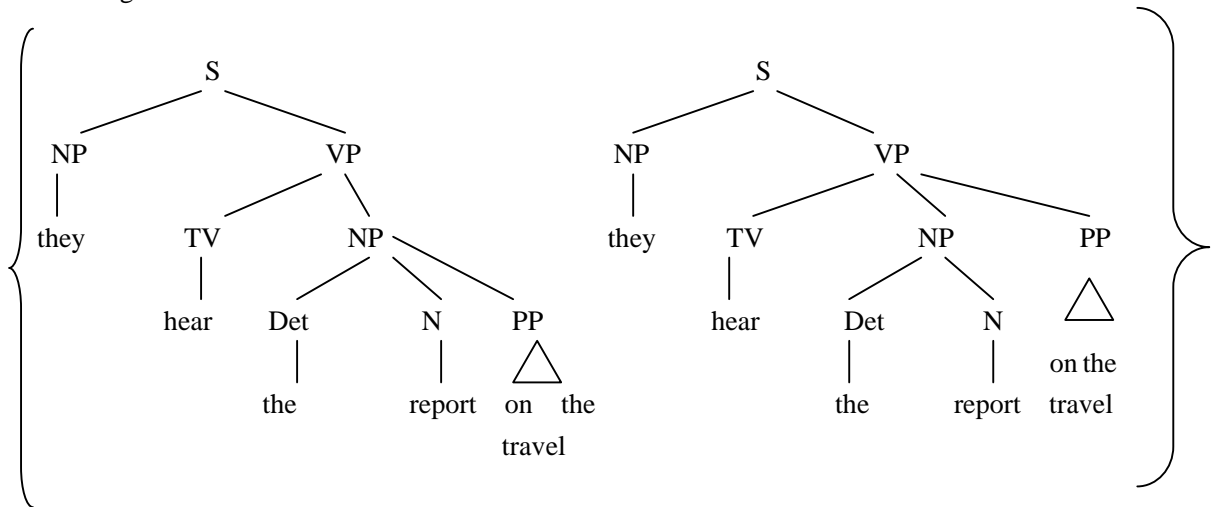 S S
NP VP NP VP
they TV NP they TV NP PP
hear Det N PP hear Det N
on the
the report on the the report travel
travel